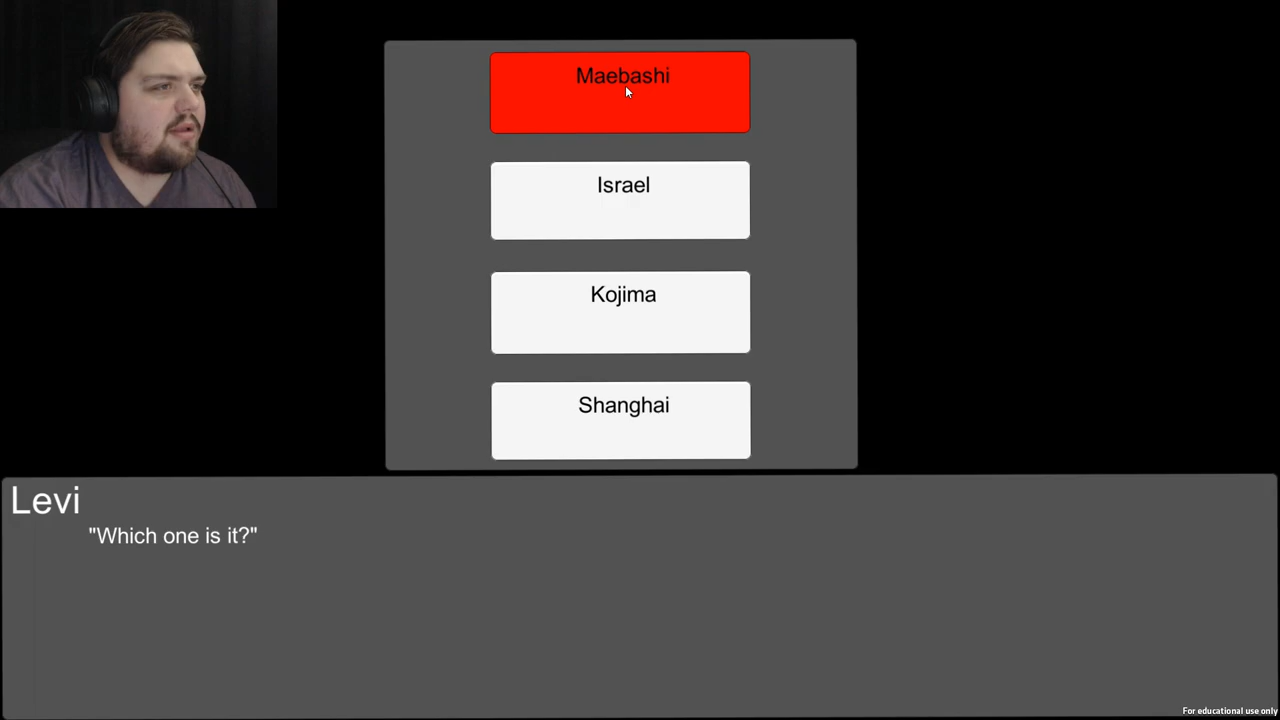 Maebashi
Israel
Kojima
Shanghai
Levi
"Which one is it?"
For educational use only